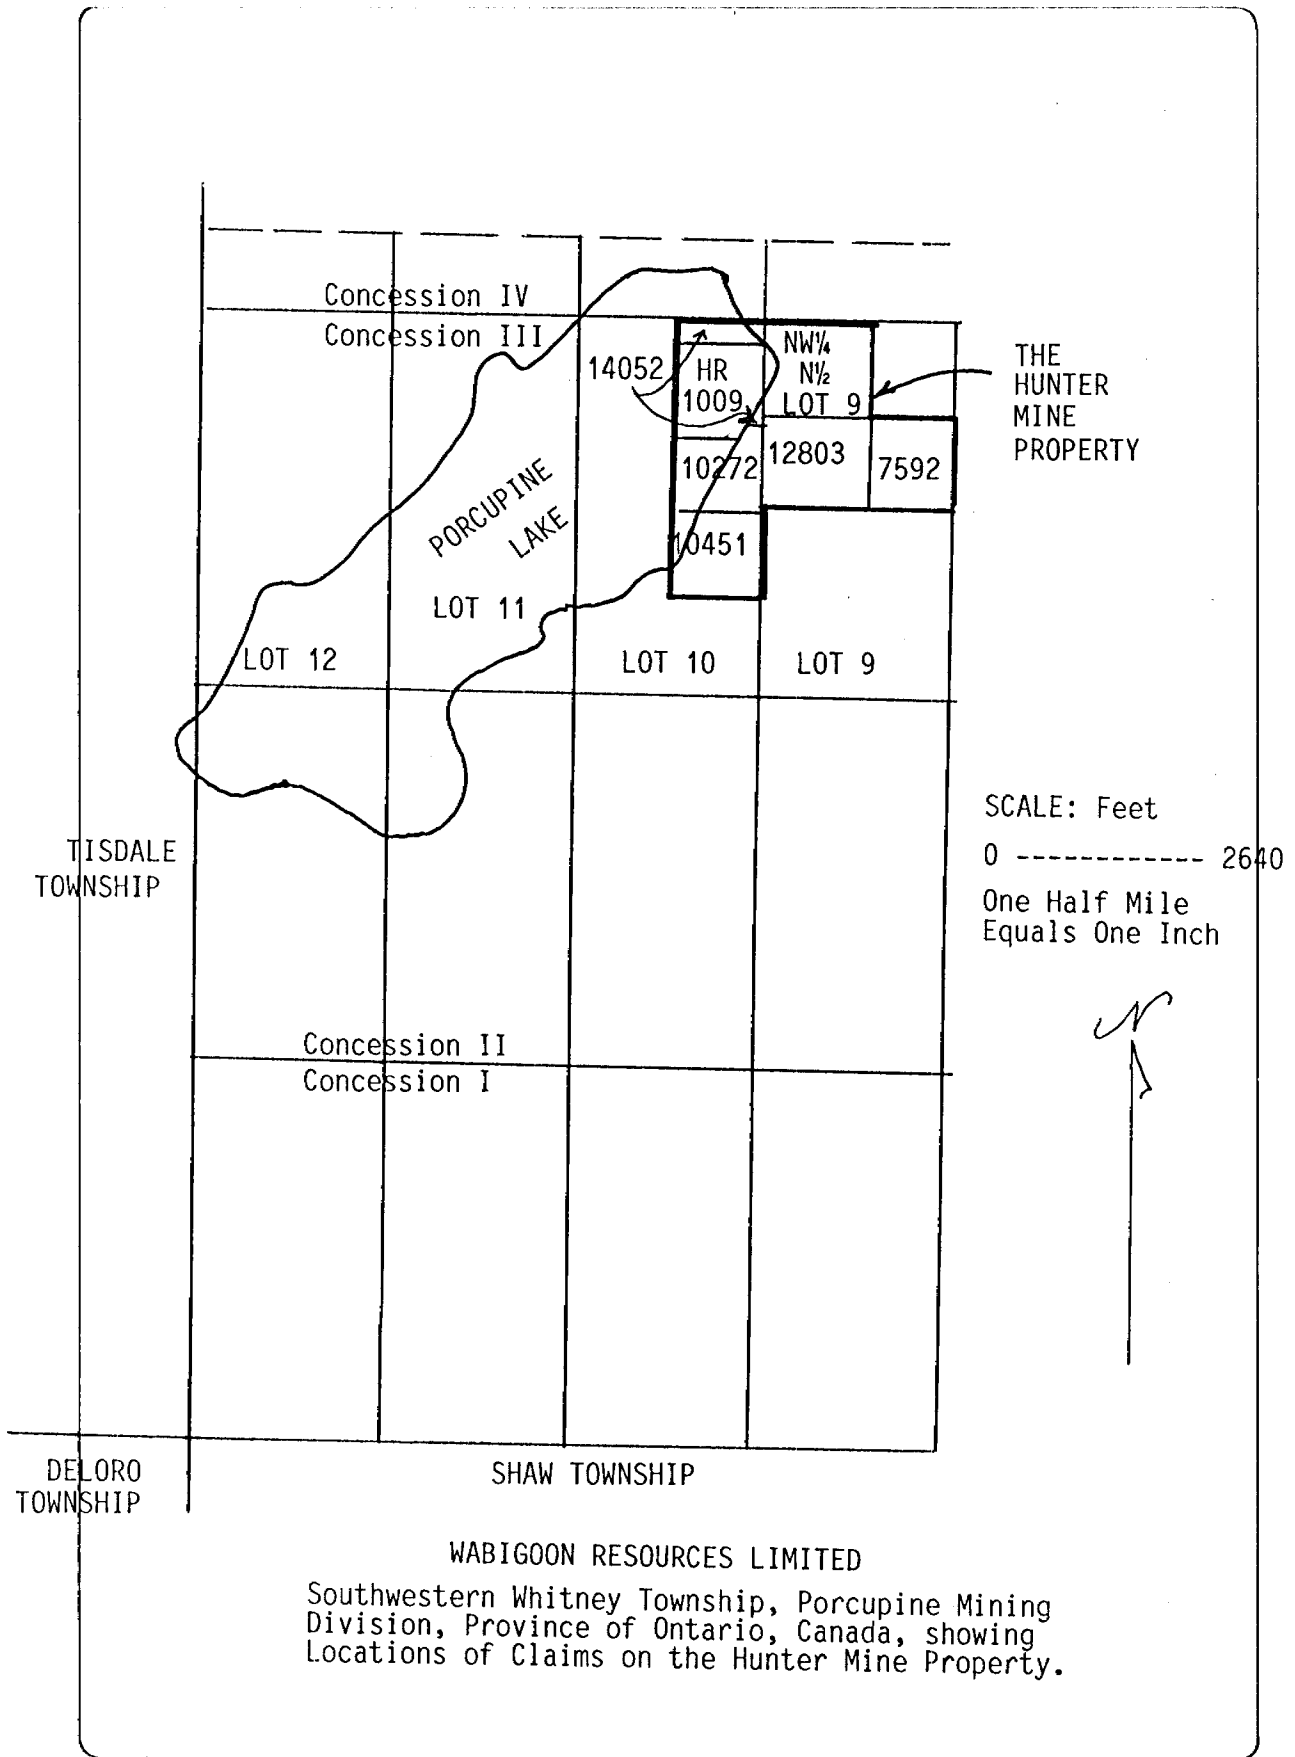 Concession IV
Concession III
14052
HR
1009
NW¼
N½
LOT 9
THE
HUNTER
MINE
PROPERTY
10272
12803
7592
10451
PORCUPINE
LAKE
LOT 11
LOT 12
LOT 10
LOT 9
SCALE: Feet
0 ------------ 2640
One Half Mile
Equals One Inch
TISDALE
TOWNSHIP
N
Concession II
Concession I
DELORO
TOWNSHIP
SHAW TOWNSHIP
WABIGOON RESOURCES LIMITED
Southwestern Whitney Township, Porcupine Mining
Division, Province of Ontario, Canada, showing
Locations of Claims on the Hunter Mine Property.